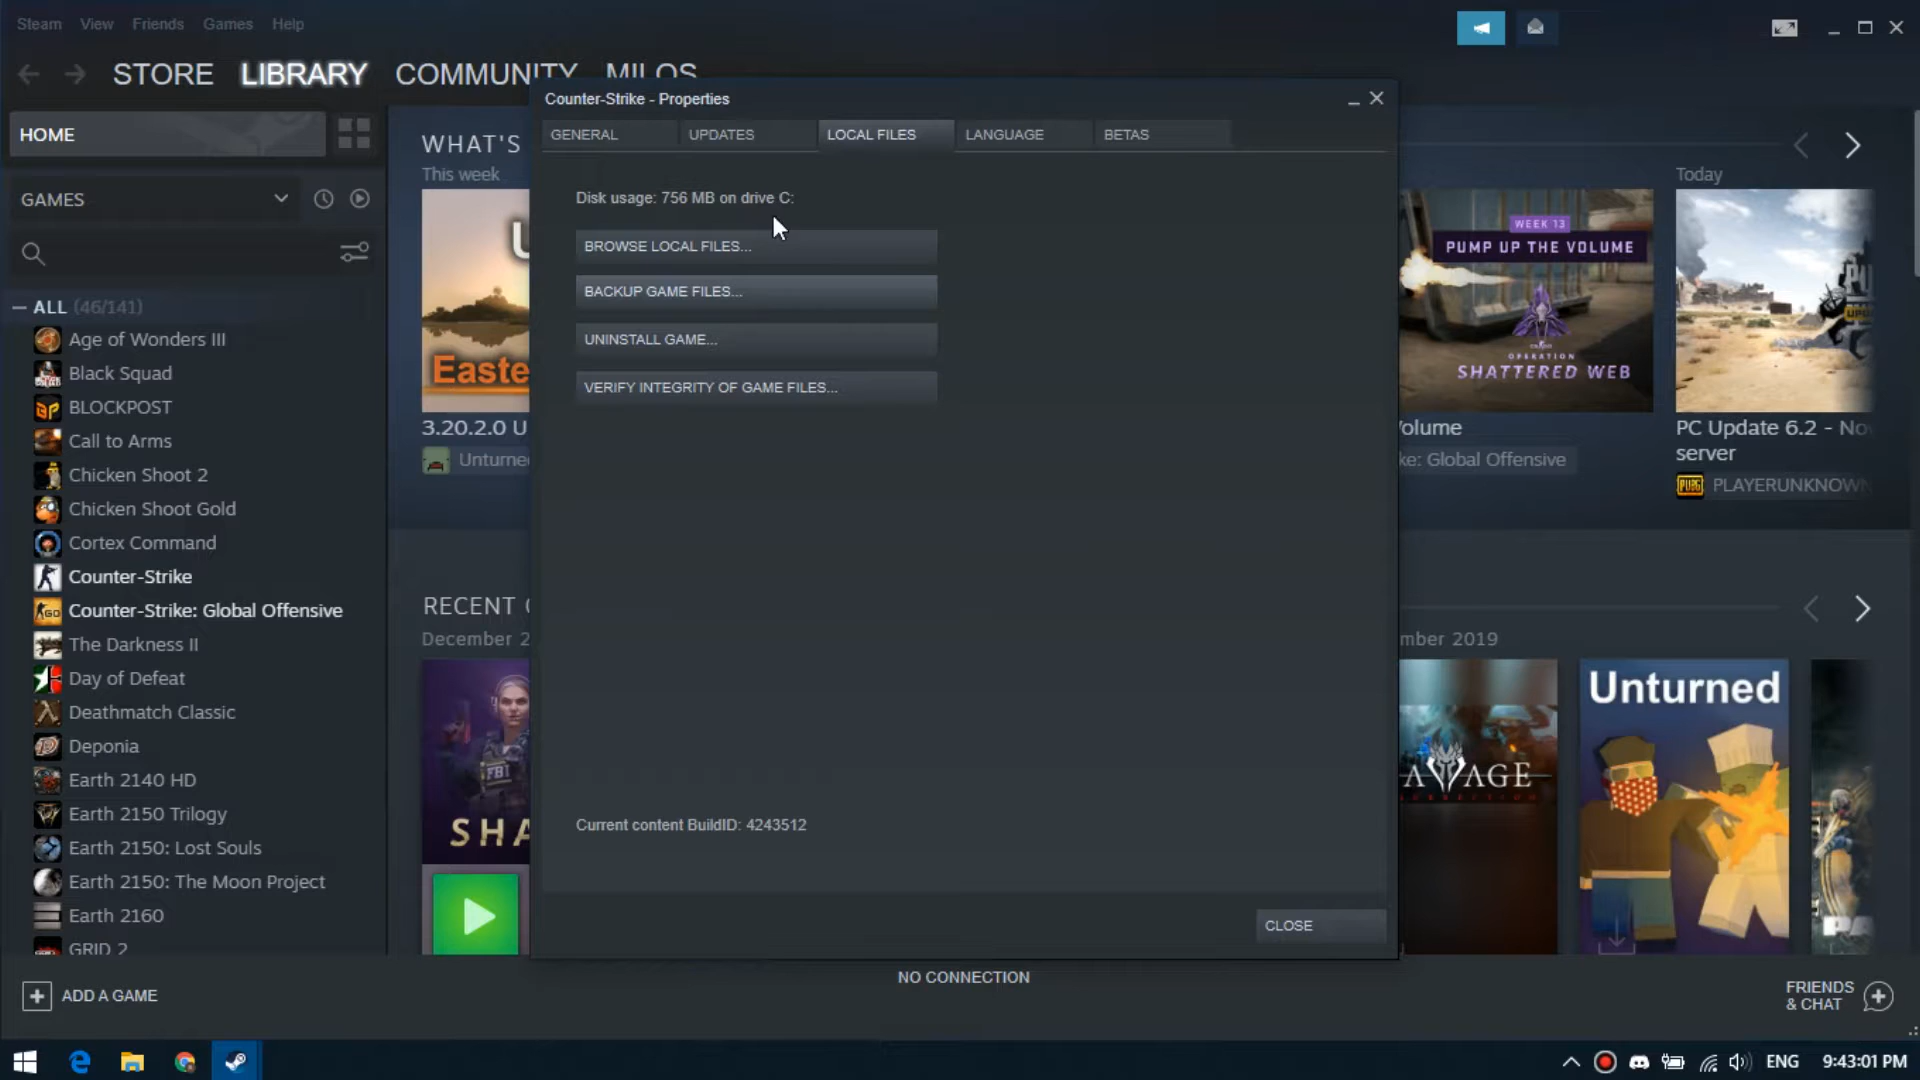 Steam View Friends Games Help
STORE LIBRARY COMMUNITY MILOS
HOME
GAMES
ALL (46/141)
Age of Wonders III
Black Squad
BLOCKPOST
Call to Arms
Chicken Shoot 2
Chicken Shoot Gold
Cortex Command
Counter-Strike
Counter-Strike: Global Offensive
The Darkness II
Day of Defeat
Deathmatch Classic
Deponia
Earth 2140 HD
Earth 2150 Trilogy
Earth 2150: Lost Souls
Earth 2150: The Moon Project
Earth 2160
GRID 2
WHAT'S
This week
U
Easte
3.20.2.0 U
Unturne
RECENT
December 2
FBI
SHA
Counter-Strike - Properties
GENERAL UPDATES LOCAL FILES LANGUAGE BETAS
Disk usage: 756 MB on drive C:
BROWSE LOCAL FILES...
BACKUP GAME FILES...
UNINSTALL GAME...
VERIFY INTEGRITY OF GAME FILES...
Current content BuildID: 4243512
CLOSE
Today
WEEK 13
PUMP UP THE VOLUME
OPERATION
SHATTERED WEB
olume
ke: Global Offensive
PC Update 6.2 - No
server
PUBG PLAYERUNKNOWN
mber 2019
AVAGE
Unturned
PA
ADD A GAME
NO CONNECTION
FRIENDS
& CHAT
ENG 9:43:01 PM